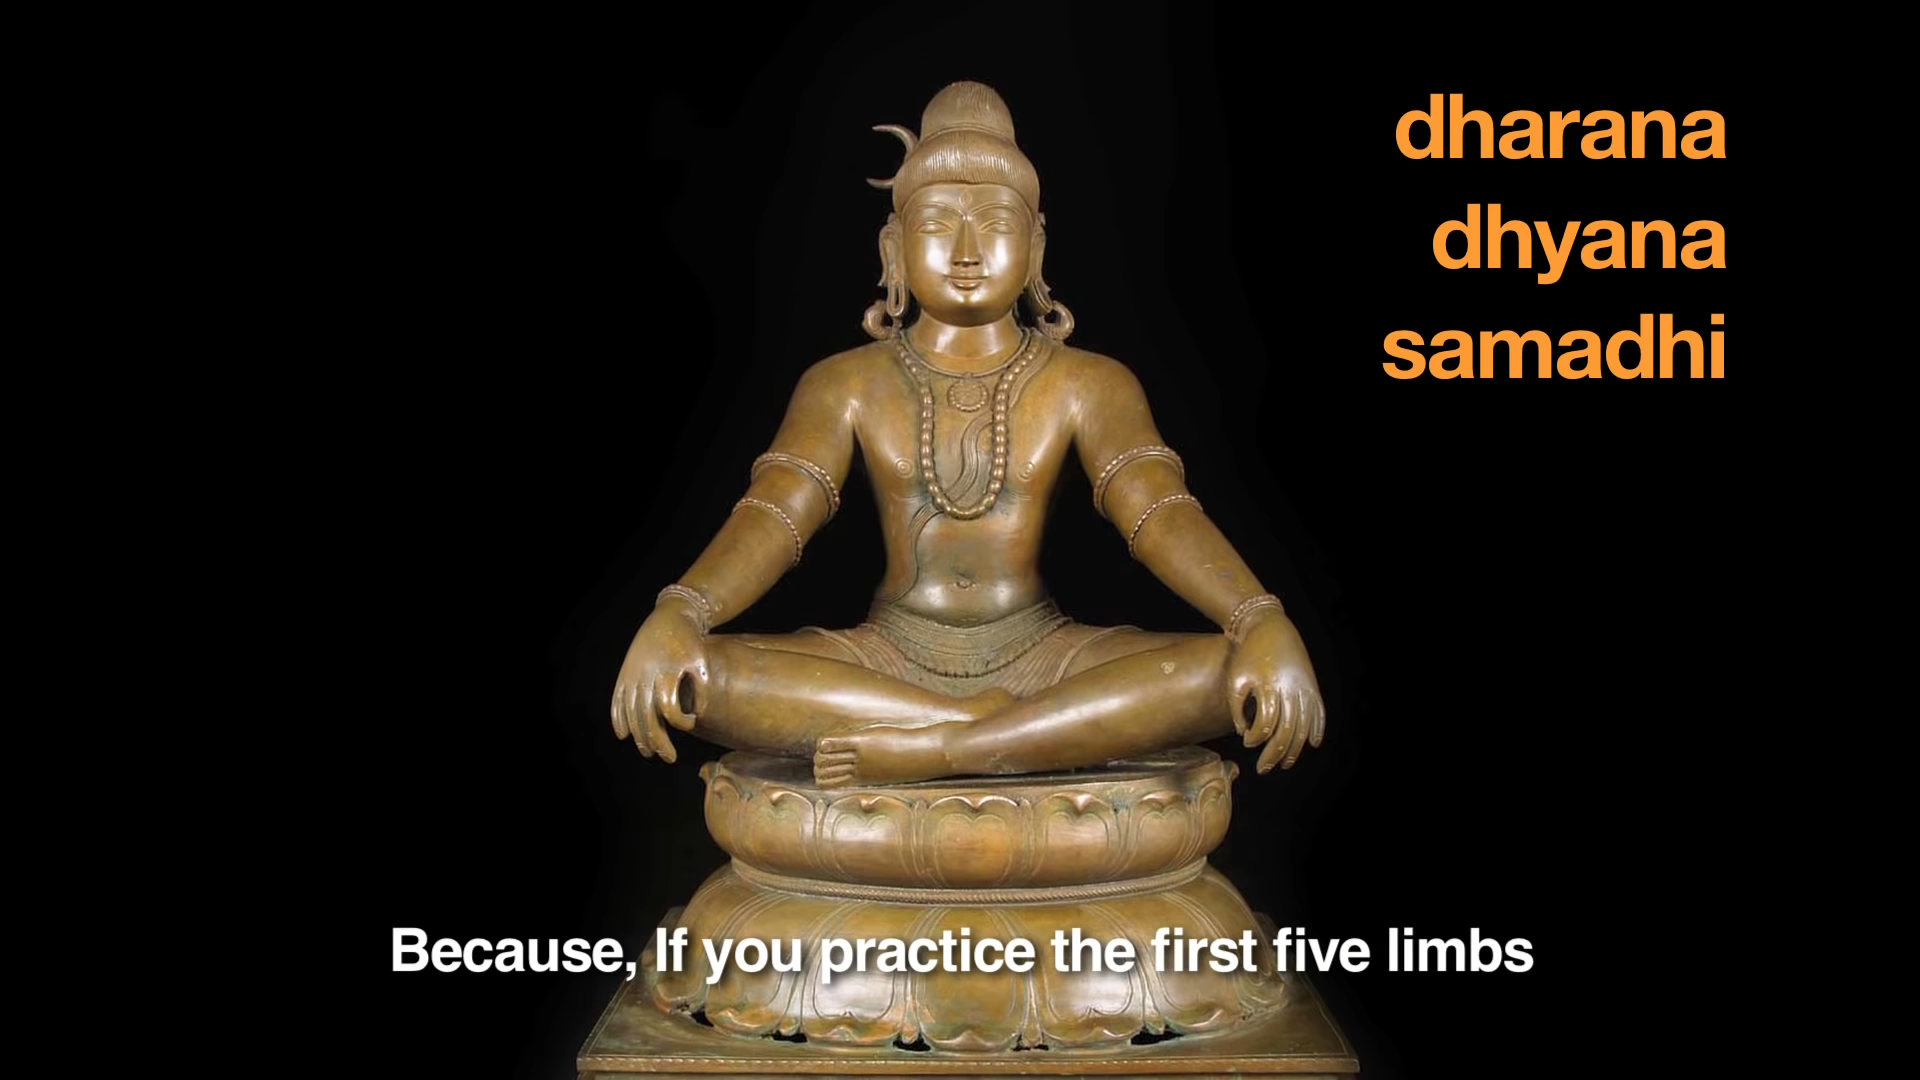 dharana
dhyana
samadhi
Because, If you practice the first five limbs